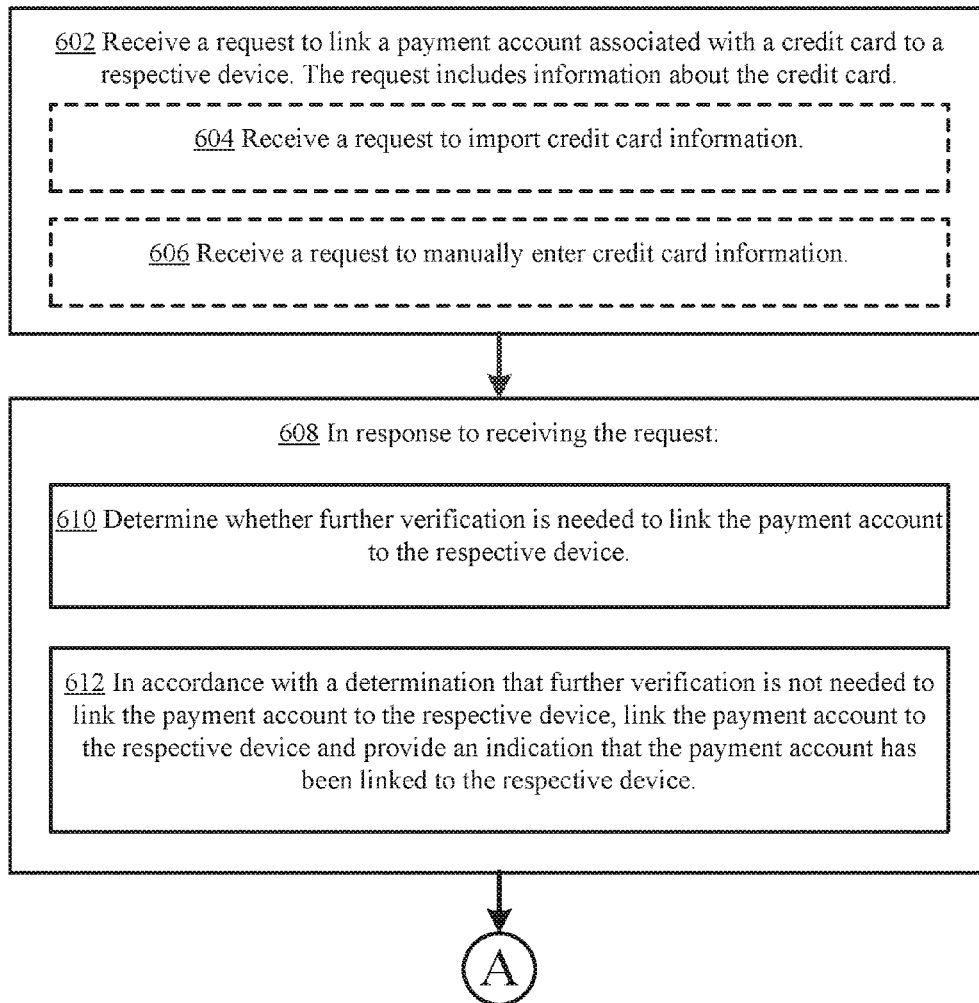 602 Receive a request to link a payment account associated with a credit card to a
respective device. The request includes information about the credit card.
604 Receive a request to import credit card information.
606 Receive a request to manually enter credit card information.
608 In response to receiving the request:
610 Determine whether further verification is needed to link the payment account
to the respective device.
612 In accordance with a determination that further verification is not needed to
link the payment account to the respective device, link the payment account to
the respective device and provide an indication that the payment account has
been linked to the respective device.
A